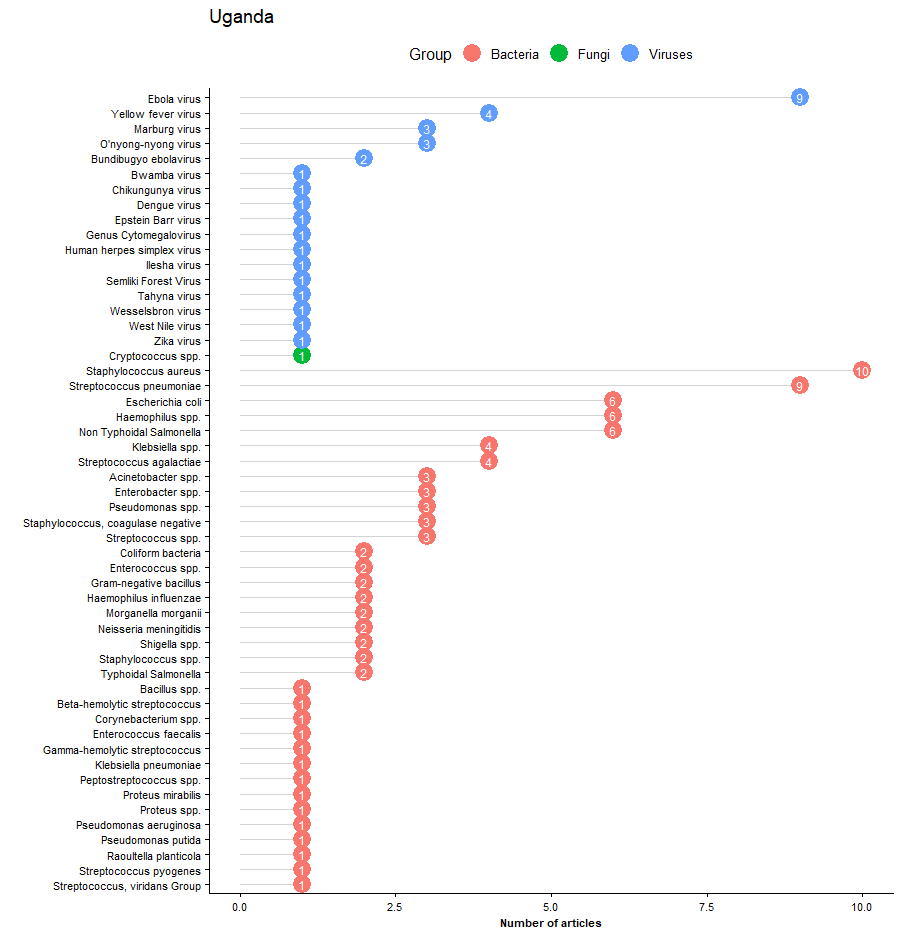 Uganda
Group Bacteria Fungi Viruses
Ebola virus 9
Yellow fever virus 4
Marburg virus 3
O'nyong-nyong virus 3
Bundibugyo ebolavirus 2
Bwamba virus 1
Chikungunya virus 1
Dengue virus 1
Epstein Barr virus 1
Genus Cytomegalovirus 1
Human herpes simplex virus 1
Ilesha virus 1
Semliki Forest Virus 1
Tahyna virus 1
Wesselsbron virus 1
West Nile virus 1
Zika virus 1
Cryptococcus spp. 1
Staphylococcus aureus 10
Streptococcus pneumoniae 9
Escherichia coli 6
Haemophilus spp. 6
Non Typhoidal Salmonella 6
Klebsiella spp. 4
Streptococcus agalactiae 4
Acinetobacter spp. 3
Enterobacter spp. 3
Pseudomonas spp. 3
Staphylococcus, coagulase negative 3
Streptococcus spp. 3
Coliform bacteria 2
Enterococcus spp. 2
Gram-negative bacillus 2
Haemophilus influenzae 2
Morganella morganii 2
Neisseria meningitidis 2
Shigella spp. 2
Staphylococcus spp. 2
Typhoidal Salmonella 2
Bacillus spp. 1
Beta-hemolytic streptococcus 1
Corynebacterium spp. 1
Enterococcus faecalis 1
Gamma-hemolytic streptococcus 1
Klebsiella pneumoniae 1
Peptostreptococcus spp. 1
Proteus mirabilis 1
Proteus spp. 1
Pseudomonas aeruginosa 1
Pseudomonas putida 1
Raoultella planticola 1
Streptococcus pyogenes 1
Streptococcus, viridans Group 1
0.0 2.5 5.0 7.5 10.0
Number of articles